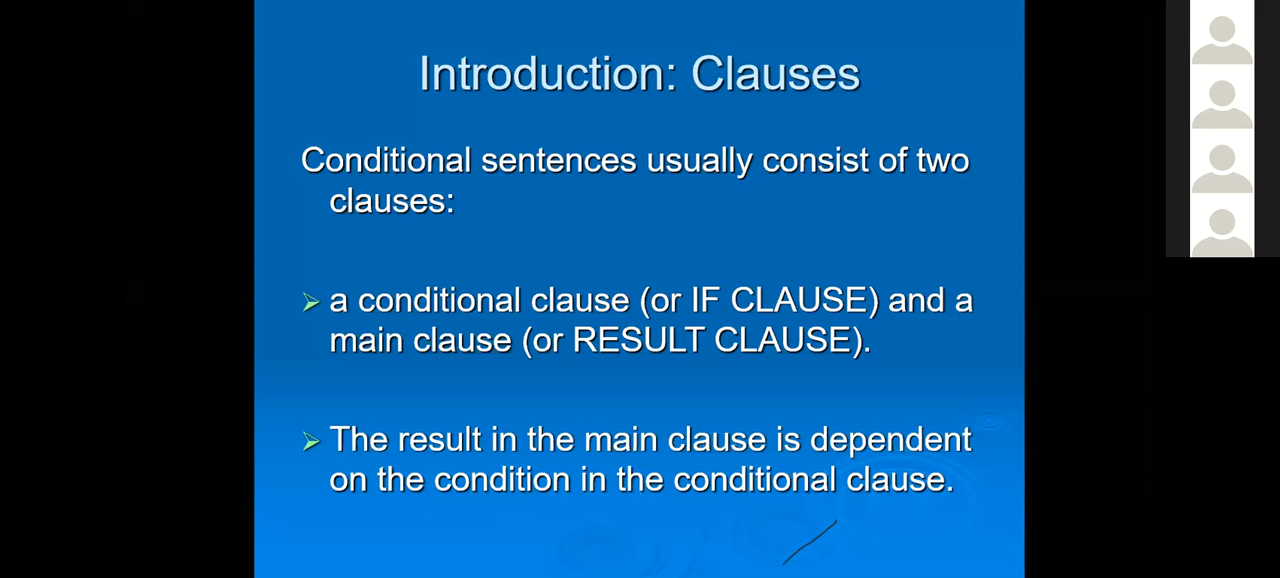 Introduction: Clauses
Conditional sentences usually consist of two
clauses:
a conditional clause (or IF CLAUSE) and a
main clause (or RESULT CLAUSE).
The result in the main clause is dependent
on the condition in the conditional clause.